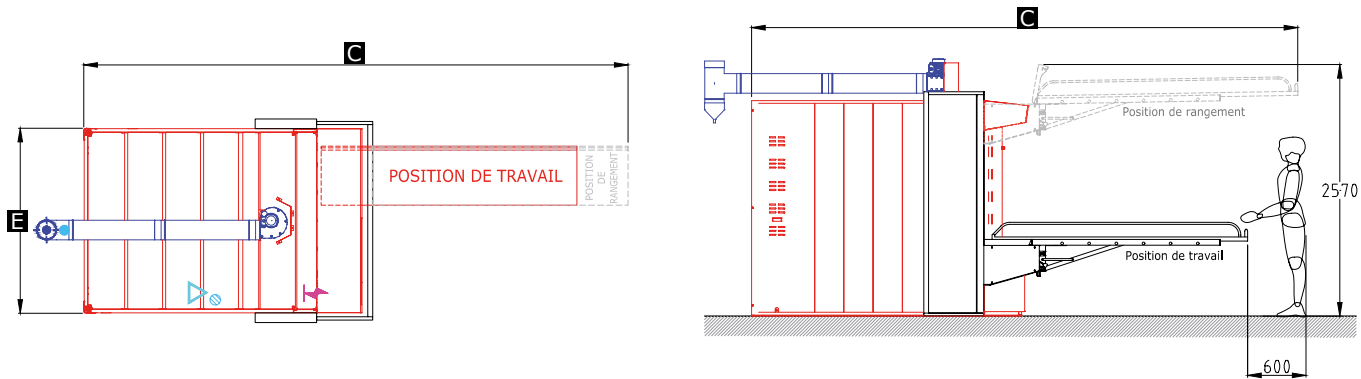 C
E
POSITION DE TRAVAIL
POSITION
DE
RANGEMENT
C
Position de rangement
2570
Position de travail
600